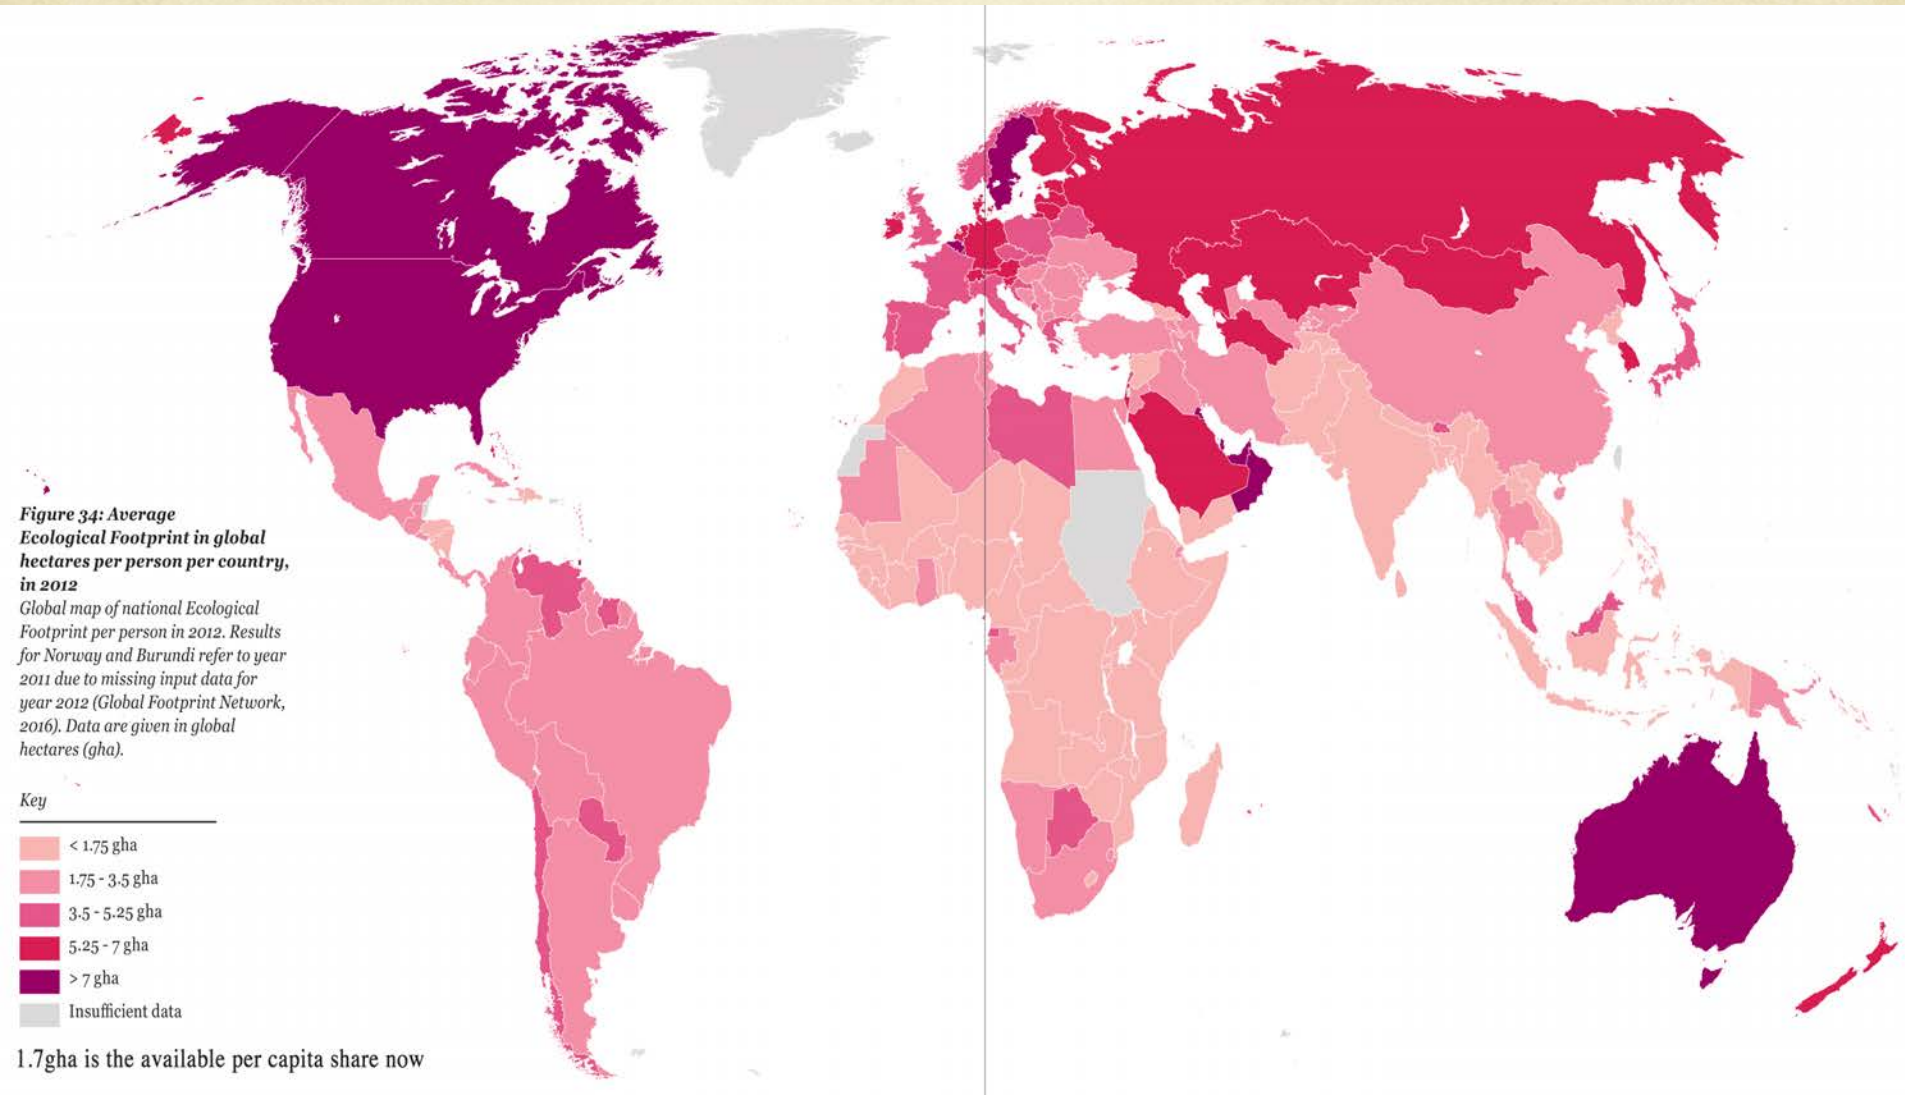 Figure 34: Average
Ecological Footprint in global
hectares per person per country,
in 2012
Global map of national Ecological
Footprint per person in 2012. Results
for Norway and Burundi refer to year
2011 due to missing input data for
year 2012 (Global Footprint Network,
2016). Data are given in global
hectares (gha).
Key
< 1.75 gha
1.75 - 3.5 gha
3.5 - 5.25 gha
5.25 - 7 gha
> 7 gha
Insufficient data
1.7gha is the available per capita share now